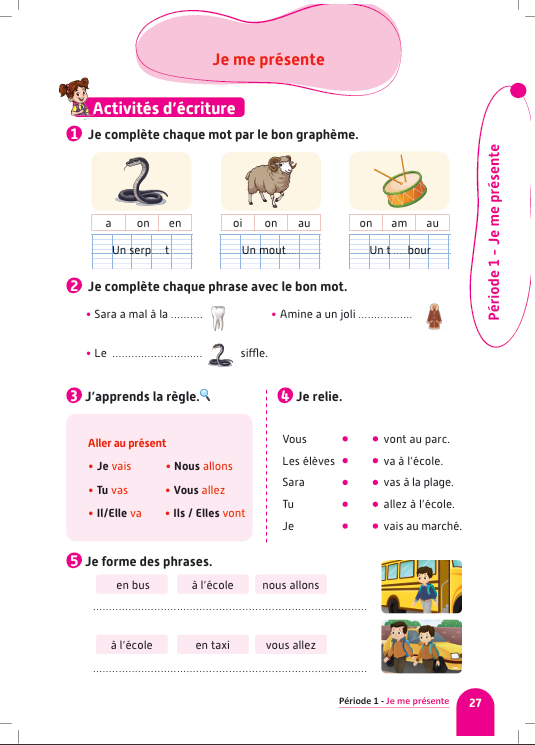 Je me présente
Activités d'écriture
1 Je complète chaque mot par le bon graphème.
a on en
oi on au
on am au
Un serp....t
Un mout.....
Un t.....bour
2 Je complète chaque phrase avec le bon mot.
• Sara a mal à la ..........
• Amine a un joli .................
• Le ............................ siffle.
3 J'apprends la règle.
Aller au présent
• Je vais • Nous allons
• Tu vas • Vous allez
• Il/Elle va • Ils / Elles vont
4 Je relie.
Vous • • vont au parc.
Les élèves • • va à l'école.
Sara • • vas à la plage.
Tu • • allez à l'école.
Je • • vais au marché.
5 Je forme des phrases.
en bus à l'école nous allons
......................................................................................
à l'école en taxi vous allez
......................................................................................
Période 1 - Je me présente
Période 1 - Je me présente 27